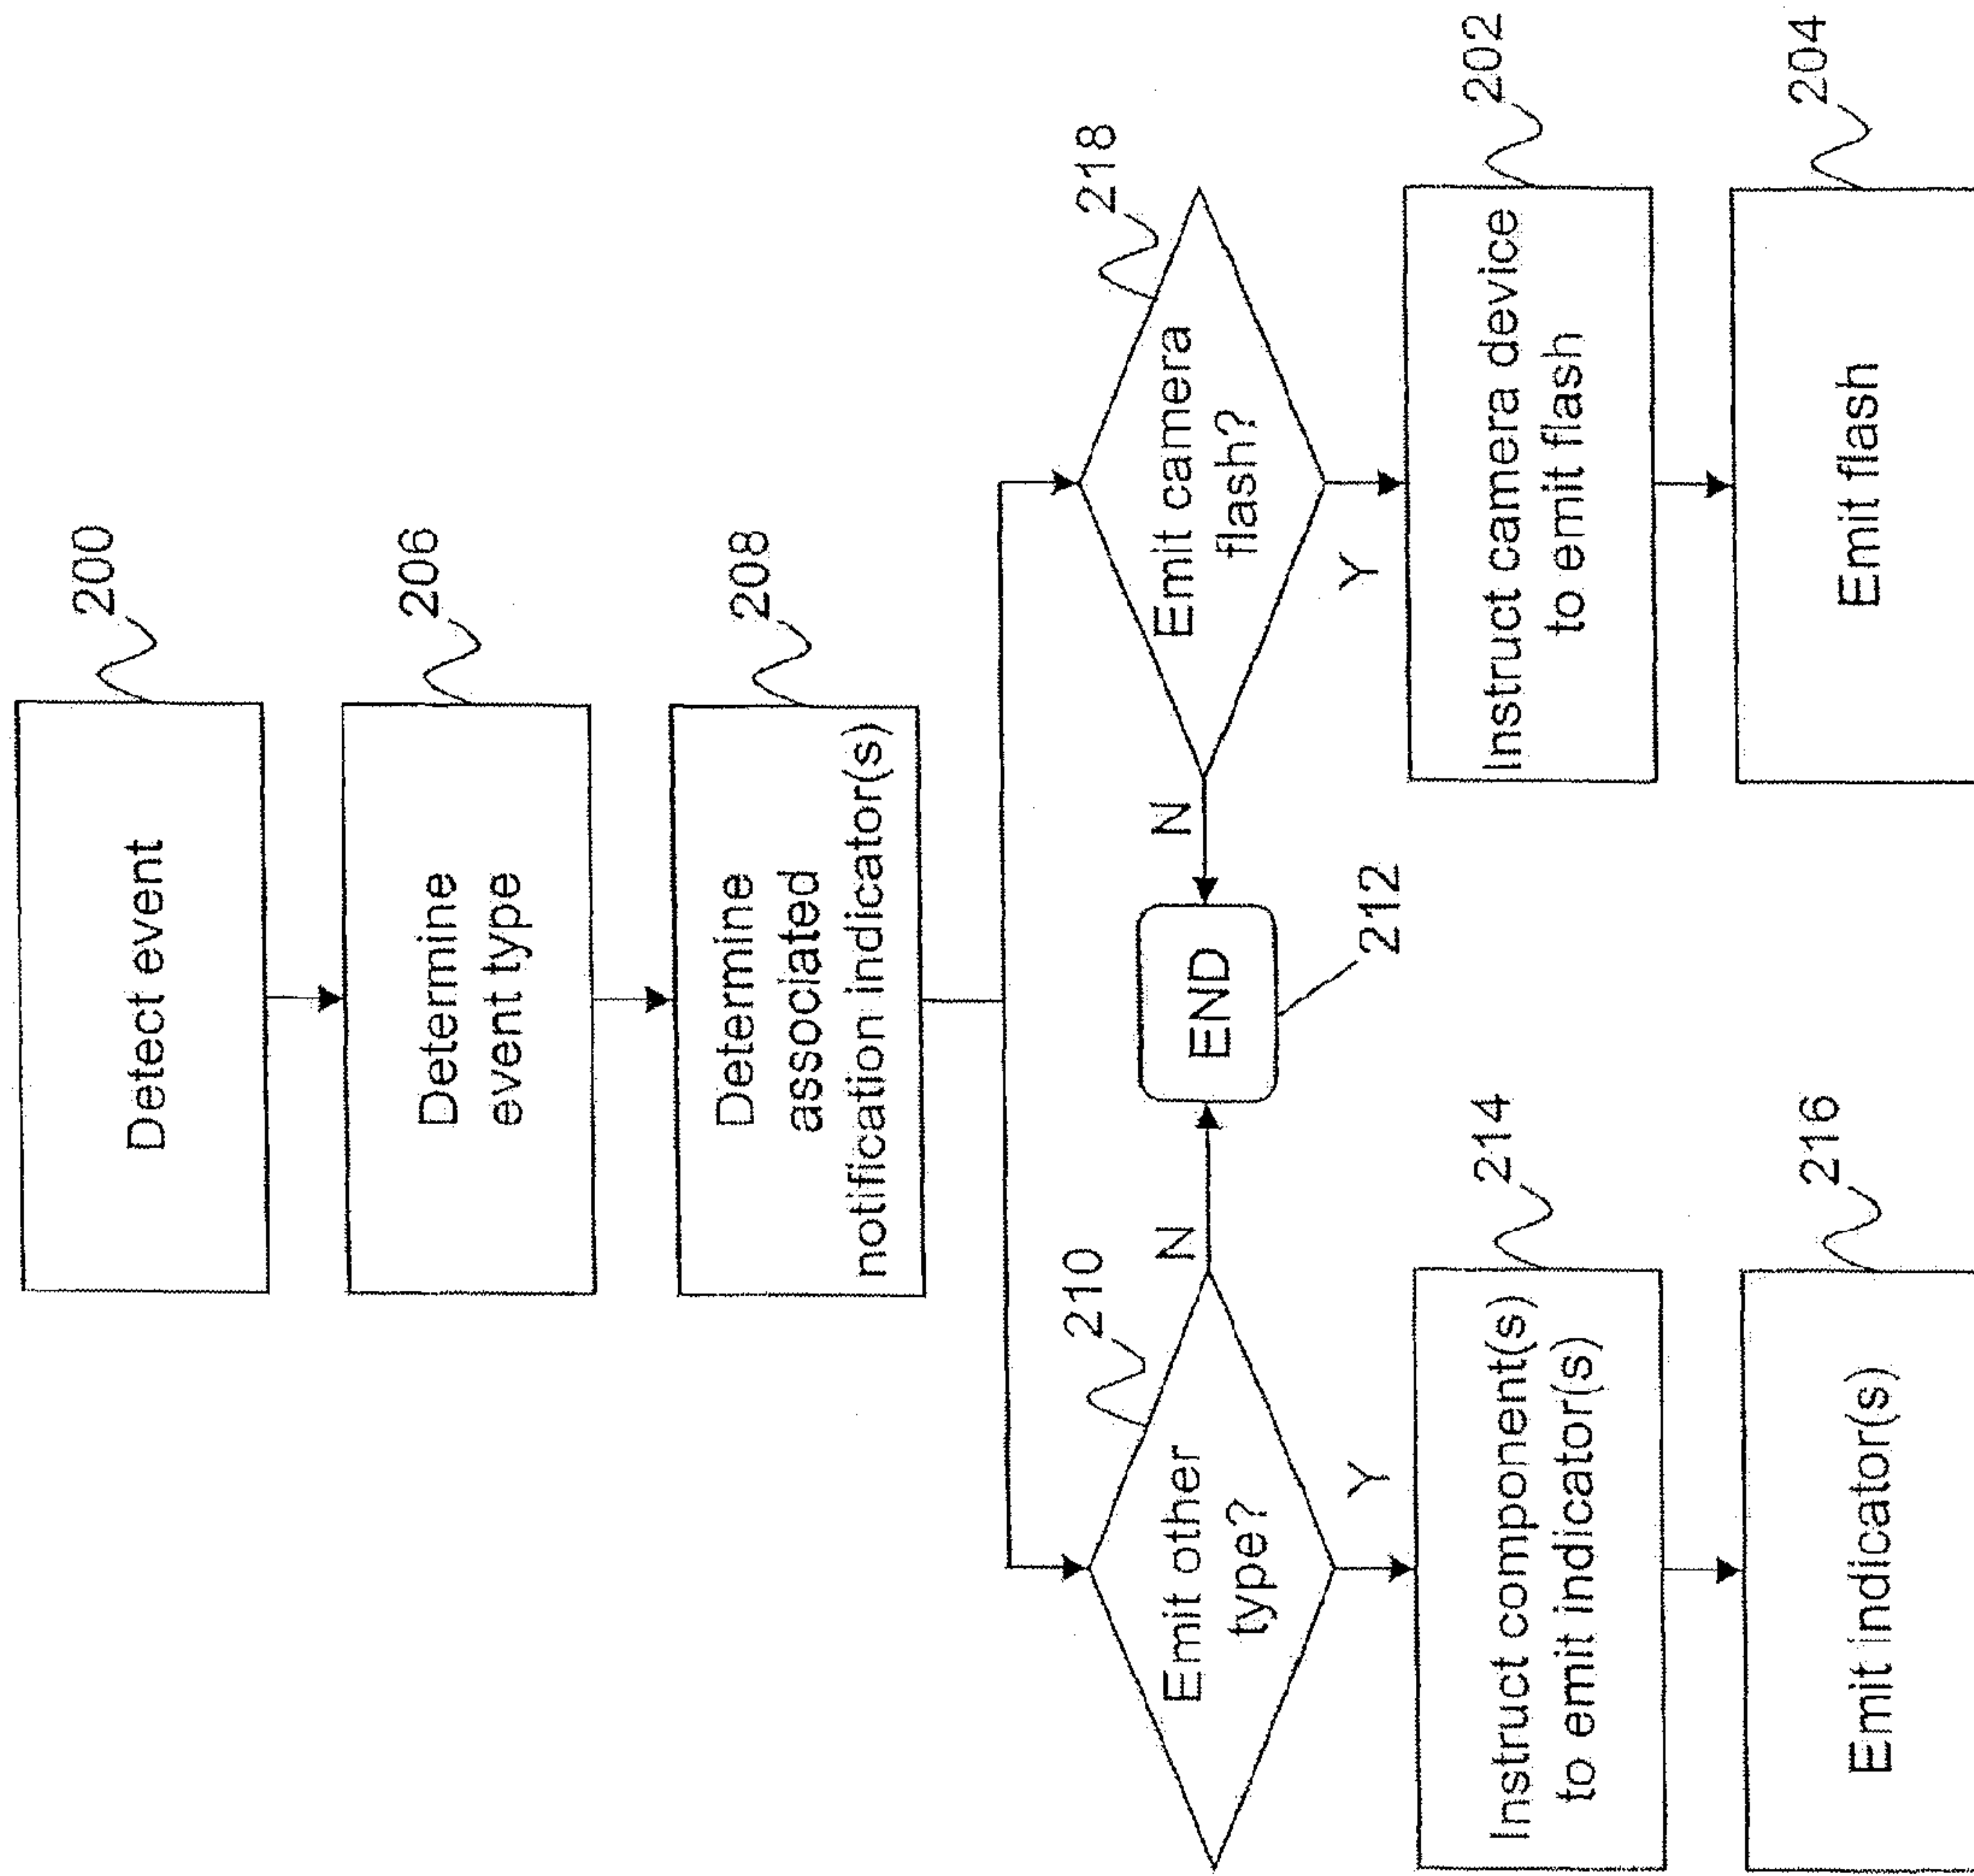 200
Detect event
206
Determine
event type
208
Determine
associated
notification indicator(s)
210
Emit other
type?
N
Y
END
212
218
Emit camera
flash?
N
Y
214
Instruct component(s)
to emit indicator(s)
216
Emit indicator(s)
202
Instruct camera device
to emit flash
204
Emit flash